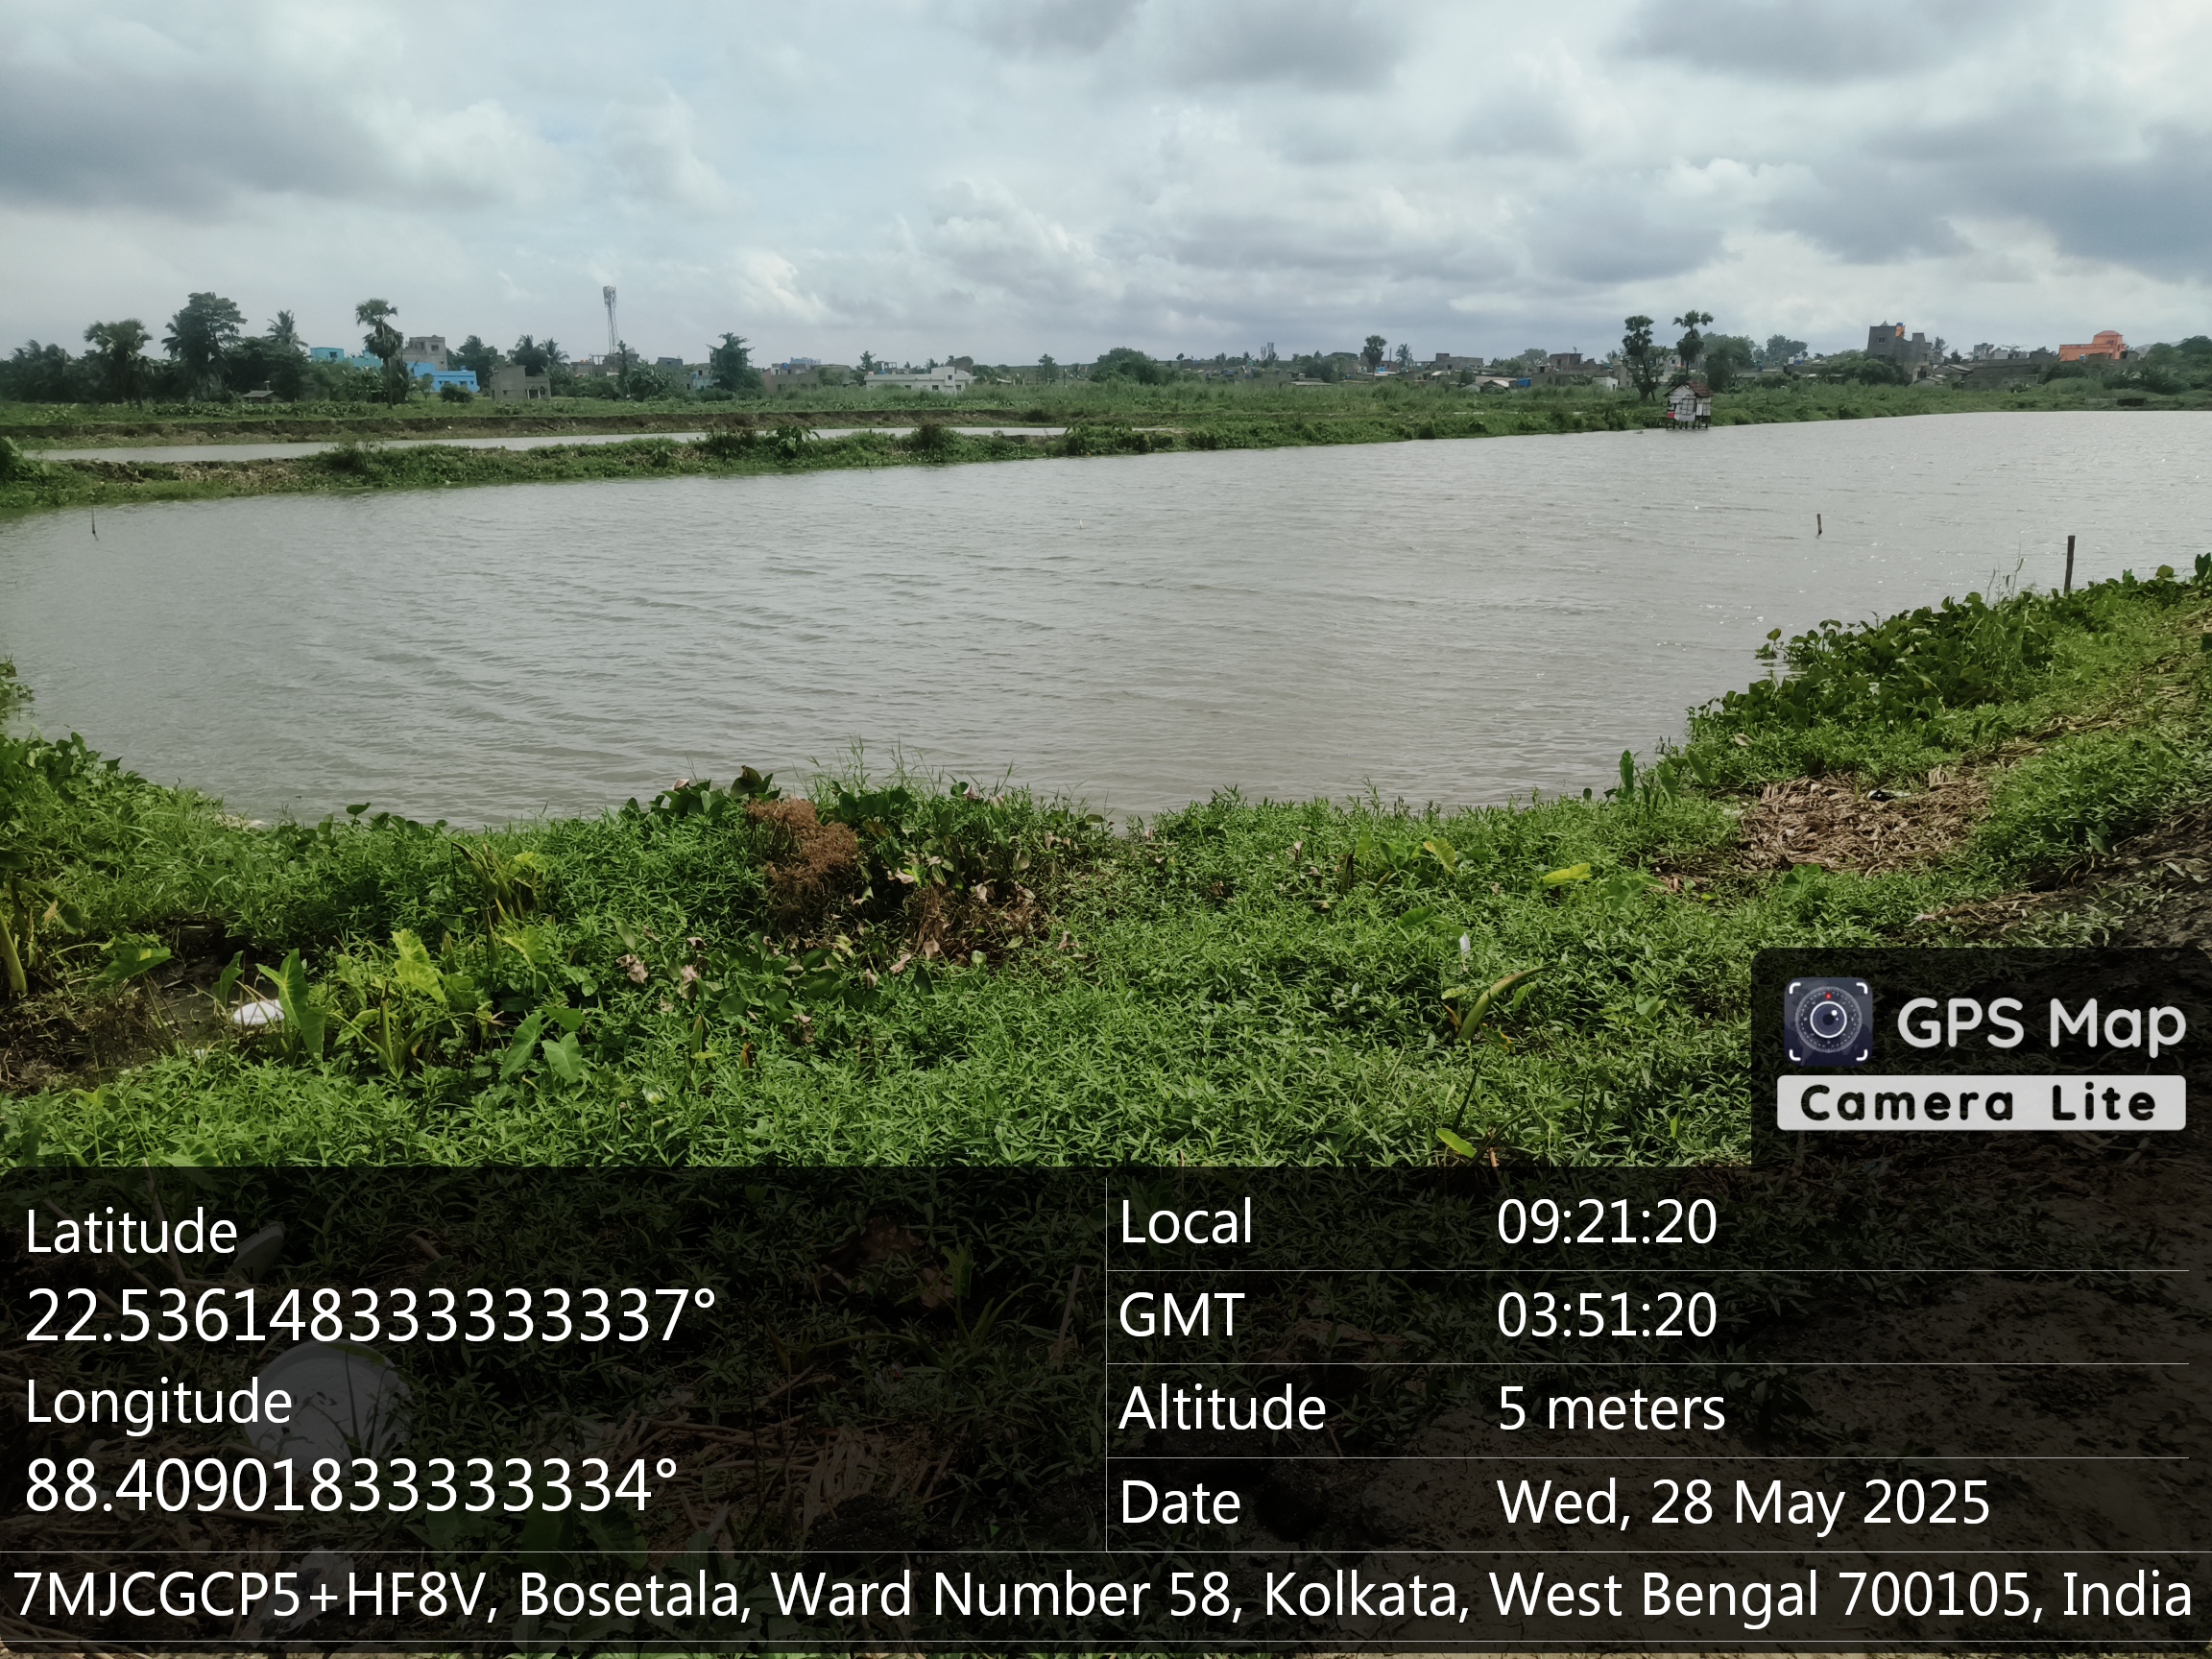 GPS Map
Camera Lite
Latitude
22.536148333333337°
Longitude
88.40901833333334°
Local 09:21:20
GMT 03:51:20
Altitude 5 meters
Date Wed, 28 May 2025
7MJCGCP5+HF8V, Bosetala, Ward Number 58, Kolkata, West Bengal 700105, India